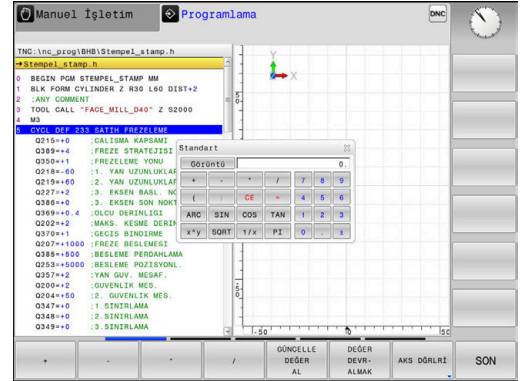 Manuel İşletim
Programlama
DNC
TNC:\nc_prog\BHB\Stempel_stamp.h
→Stempel_stamp.h
0 BEGIN PGM STEMPEL_STAMP MM
1 BLK FORM CYLINDER Z R30 L60 DIST+2
2 ;ANY COMMENT
3 TOOL CALL "FACE_MILL_D40" Z S2000
4 M3
5 CYCL DEF 233 SATIH FREZELEME
Q215=+0 ;CALISMA KAPSAMI
Q389=+4 ;FREZE STRATEJISI
Q350=+1 ;FREZELEME YONU
Q218=-60 ;1. YAN UZUNLUKLAR
Q219=+60 ;2. YAN UZUNLUKLAR
Q227=+2 ;3. EKSEN BASL. NO
Q386=+0 ;3. EKSEN SON NOKT
Q369=+0.4 ;OLCU DERINLIGI
Q202=+2 ;MAKS. KESME DERIN
Q370=+1 ;GECIS BINDIRME
Q207=+1000 ;FREZE BESLEMESI
Q385=+500 ;BESLEME PERDAHLAMA
Q253=+5000 ;BESLEME POZISYONL.
Q357=+2 ;YAN GUV. MESAF.
Q200=+2 ;GUVENLIK MES.
Q204=+50 ;2. GUVENLIK MES.
Q347=+0 ;1.SINIRLAMA
Q348=+0 ;2.SINIRLAMA
Q349=+0 ;3.SINIRLAMA
Y
X
0
-50 0 50
Standart
Görüntü 0.
+ - * / 7 8 9
( ) CE = 4 5 6
ARC SIN COS TAN 1 2 3
x^y SQRT 1/x PI 0 . ±
+ - * /
GÜNCELLE DEĞER AL
DEĞER DEVR- ALMAK
AKS DĞRLRİ
SON